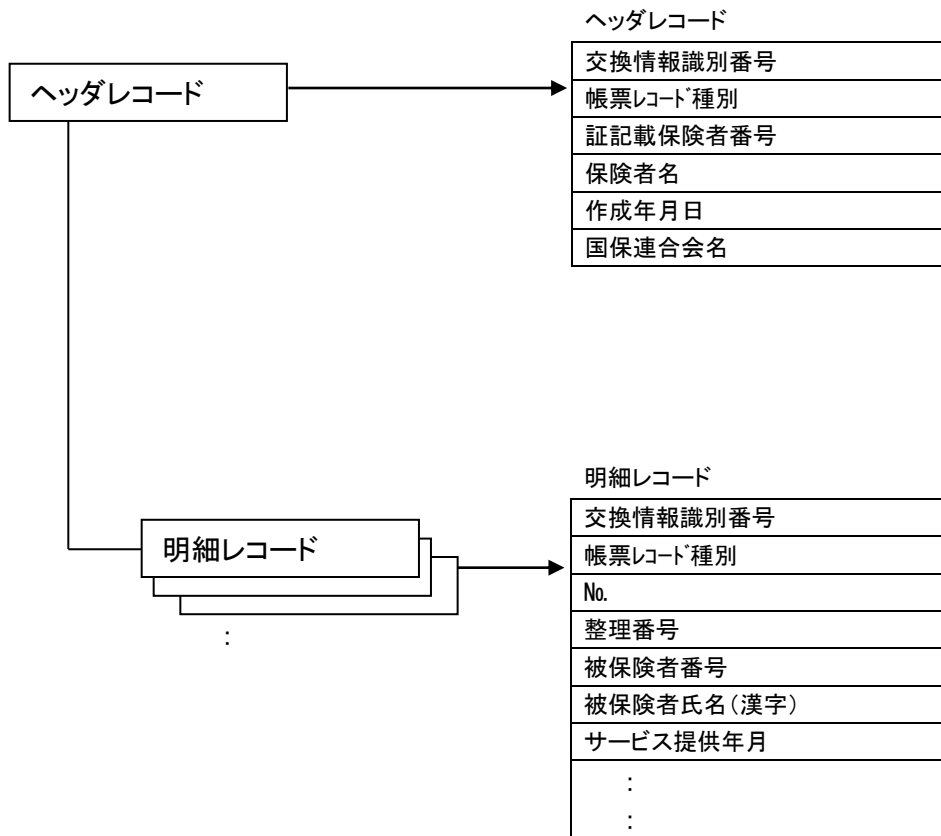 ヘッダレコード
ヘッダレコード
交換情報識別番号
帳票ﾚｺｰﾄﾞ種別
証記載保険者番号
保険者名
作成年月日
国保連合会名
明細レコード
:
明細レコード
交換情報識別番号
帳票ﾚｺｰﾄﾞ種別
№
整理番号
被保険者番号
被保険者氏名(漢字)
サービス提供年月
:
: